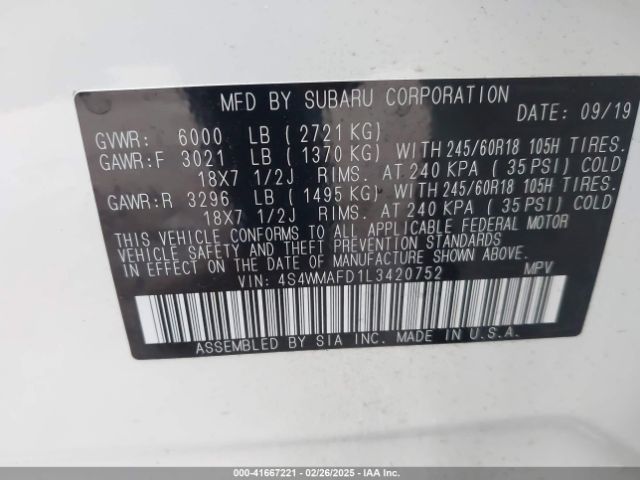 MFD BY SUBARU CORPORATION
DATE: 09/19
GVWR: 6000 LB (2721 KG)
GAWR:F 3021 LB (1370 KG) WITH 245/60R18 105H TIRES.
18X7 1/2J RIMS. AT 240 KPA (35 PSI) COLD
GAWR:R 3296 LB (1495 KG) WITH 245/60R18 105H TIRES.
18X7 1/2J RIMS. AT 240 KPA (35 PSI) COLD
THIS VEHICLE CONFORMS TO ALL APPLICABLE FEDERAL MOTOR
VEHICLE SAFETY AND THEFT PREVENTION STANDARDS
IN EFFECT ON THE DATE OF MANUFACTURE SHOWN ABOVE.
VIN: 4S4WMAFD1L3420752 MPV
ASSEMBLED BY SIA INC. MADE IN U.S.A.
000-41667221 - 02/26/2025 - IAA Inc.